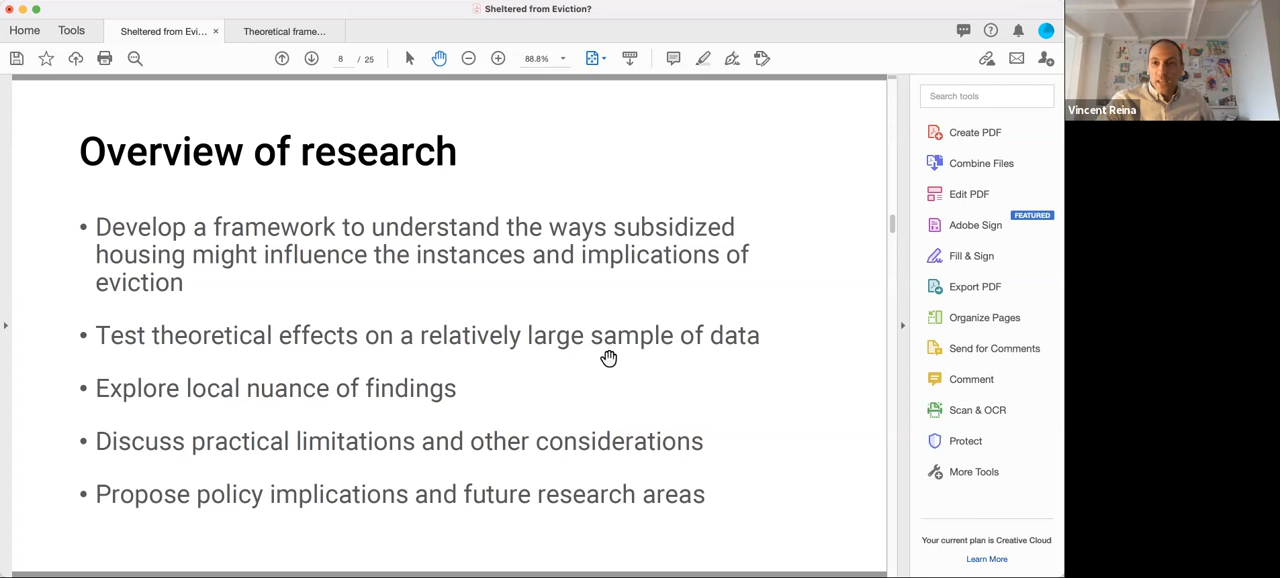 Sheltered from Eviction?
Home Tools Sheltered from Evi... × Theoretical frame...
8 / 25 88.8%
Vincent Reina
Overview of research
• Develop a framework to understand the ways subsidized
housing might influence the instances and implications of
eviction
• Test theoretical effects on a relatively large sample of data
• Explore local nuance of findings
• Discuss practical limitations and other considerations
• Propose policy implications and future research areas
Search tools
Create PDF
Combine Files
Edit PDF
FEATURED
Adobe Sign
Fill & Sign
Export PDF
Organize Pages
Send for Comments
Comment
Scan & OCR
Protect
More Tools
Your current plan is Creative Cloud
Learn More